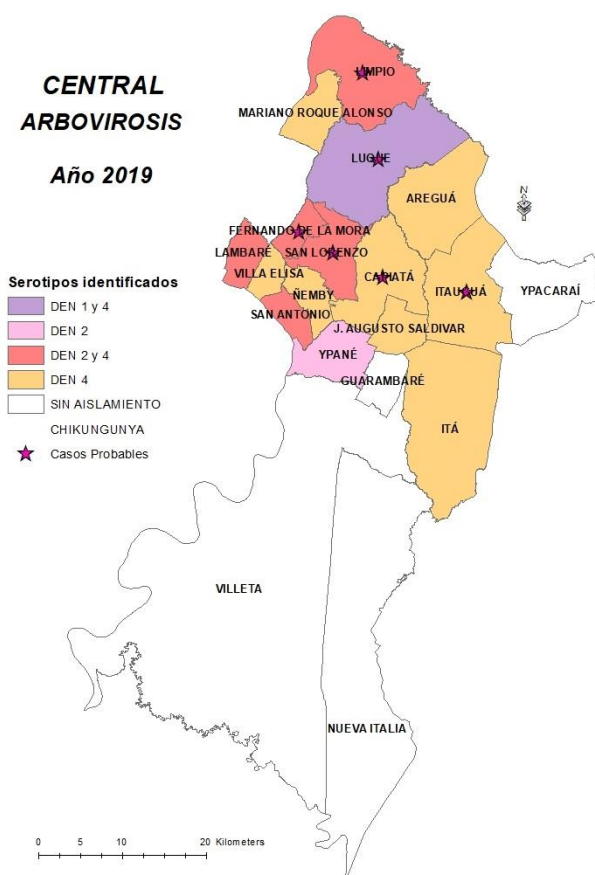 CENTRAL
ARBOVIROSIS
Año 2019
LIMPIO
MARIANO ROQUE ALONSO
LUQUE
AREGUÁ
N
FERNANDO DE LA MORA
LAMBARÉ
SAN LORENZO
VILLA ELISA
CAPIATÁ
ITAUGUÁ
YPACARAÍ
ÑEMBY
SAN ANTONIO
J. AUGUSTO SALDIVAR
YPANÉ
GUARAMBARÉ
ITÁ
Serotipos identificados
DEN 1 y 4
DEN 2
DEN 2 y 4
DEN 4
SIN AISLAMIENTO
CHIKUNGUNYA
Casos Probables
VILLETA
NUEVA ITALIA
0 5 10 20 Kilometers